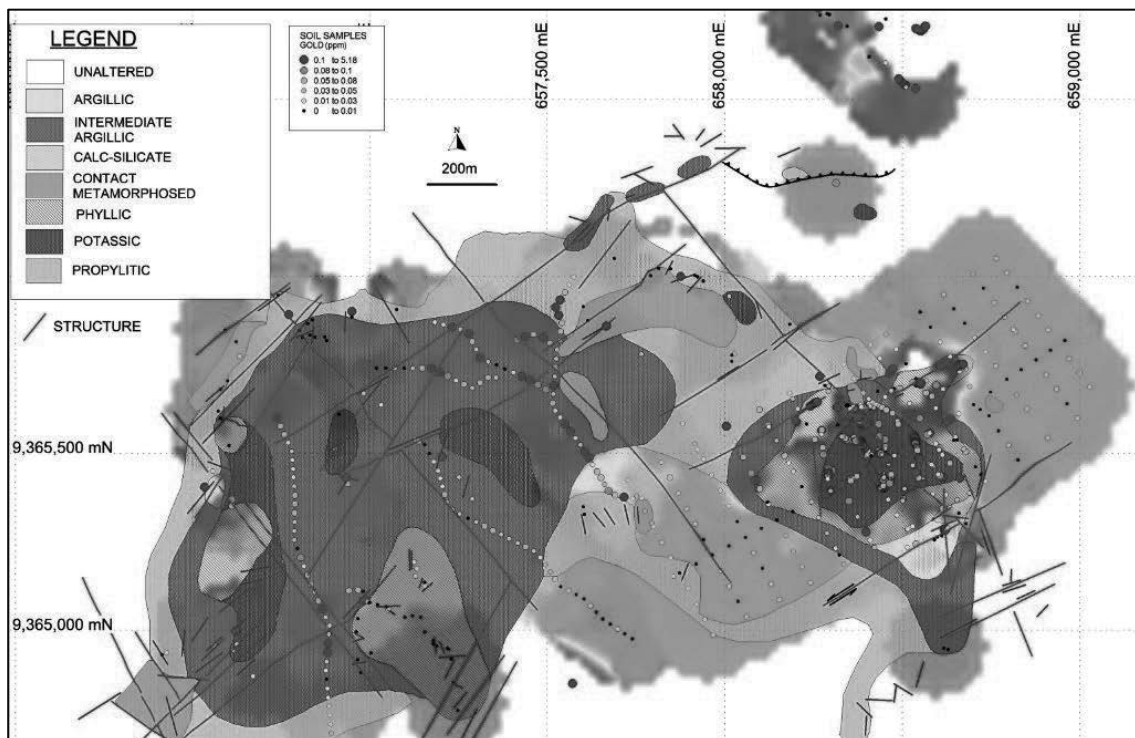 LEGEND
UNALTERED
ARGILLIC
INTERMEDIATE
ARGILLIC
CALC-SILICATE
CONTACT
METAMORPHOSED
PHYLLIC
POTASSIC
PROPYLITIC
STRUCTURE
SOIL SAMPLES
GOLD (ppm)
0.1 to 5.18
0.08 to 0.1
0.05 to 0.08
0.03 to 0.05
0.01 to 0.03
0 to 0.01
N
200m
657,500 mE
658,000 mE
659,000 mE
9,365,500 mN
9,365,000 mN